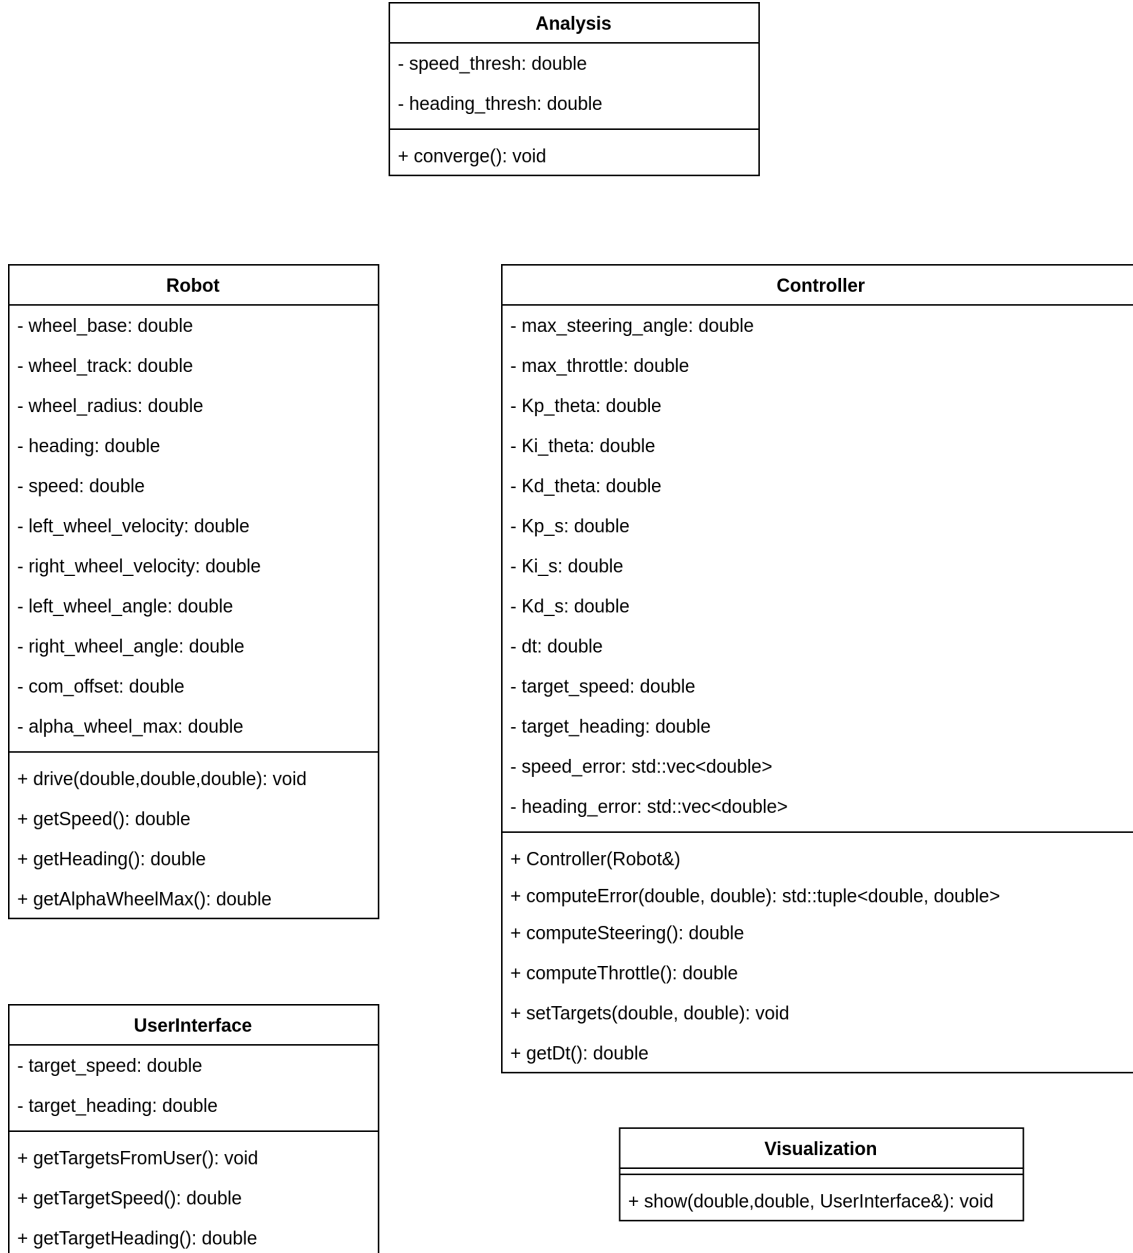 Analysis
- speed_thresh: double
- heading_thresh: double
+ converge(): void
Robot
- wheel_base: double
- wheel_track: double
- wheel_radius: double
- heading: double
- speed: double
- left_wheel_velocity: double
- right_wheel_velocity: double
- left_wheel_angle: double
- right_wheel_angle: double
- com_offset: double
- alpha_wheel_max: double
+ drive(double,double,double): void
+ getSpeed(): double
+ getHeading(): double
+ getAlphaWheelMax(): double
Controller
- max_steering_angle: double
- max_throttle: double
- Kp_theta: double
- Ki_theta: double
- Kd_theta: double
- Kp_s: double
- Ki_s: double
- Kd_s: double
- dt: double
- target_speed: double
- target_heading: double
- speed_error: std::vec<double>
- heading_error: std::vec<double>
+ Controller(Robot&)
+ computeError(double, double): std::tuple<double, double>
+ computeSteering(): double
+ computeThrottle(): double
+ setTargets(double, double): void
+ getDt(): double
UserInterface
- target_speed: double
- target_heading: double
+ getTargetsFromUser(): void
+ getTargetSpeed(): double
+ getTargetHeading(): double
Visualization
+ show(double,double, UserInterface&): void